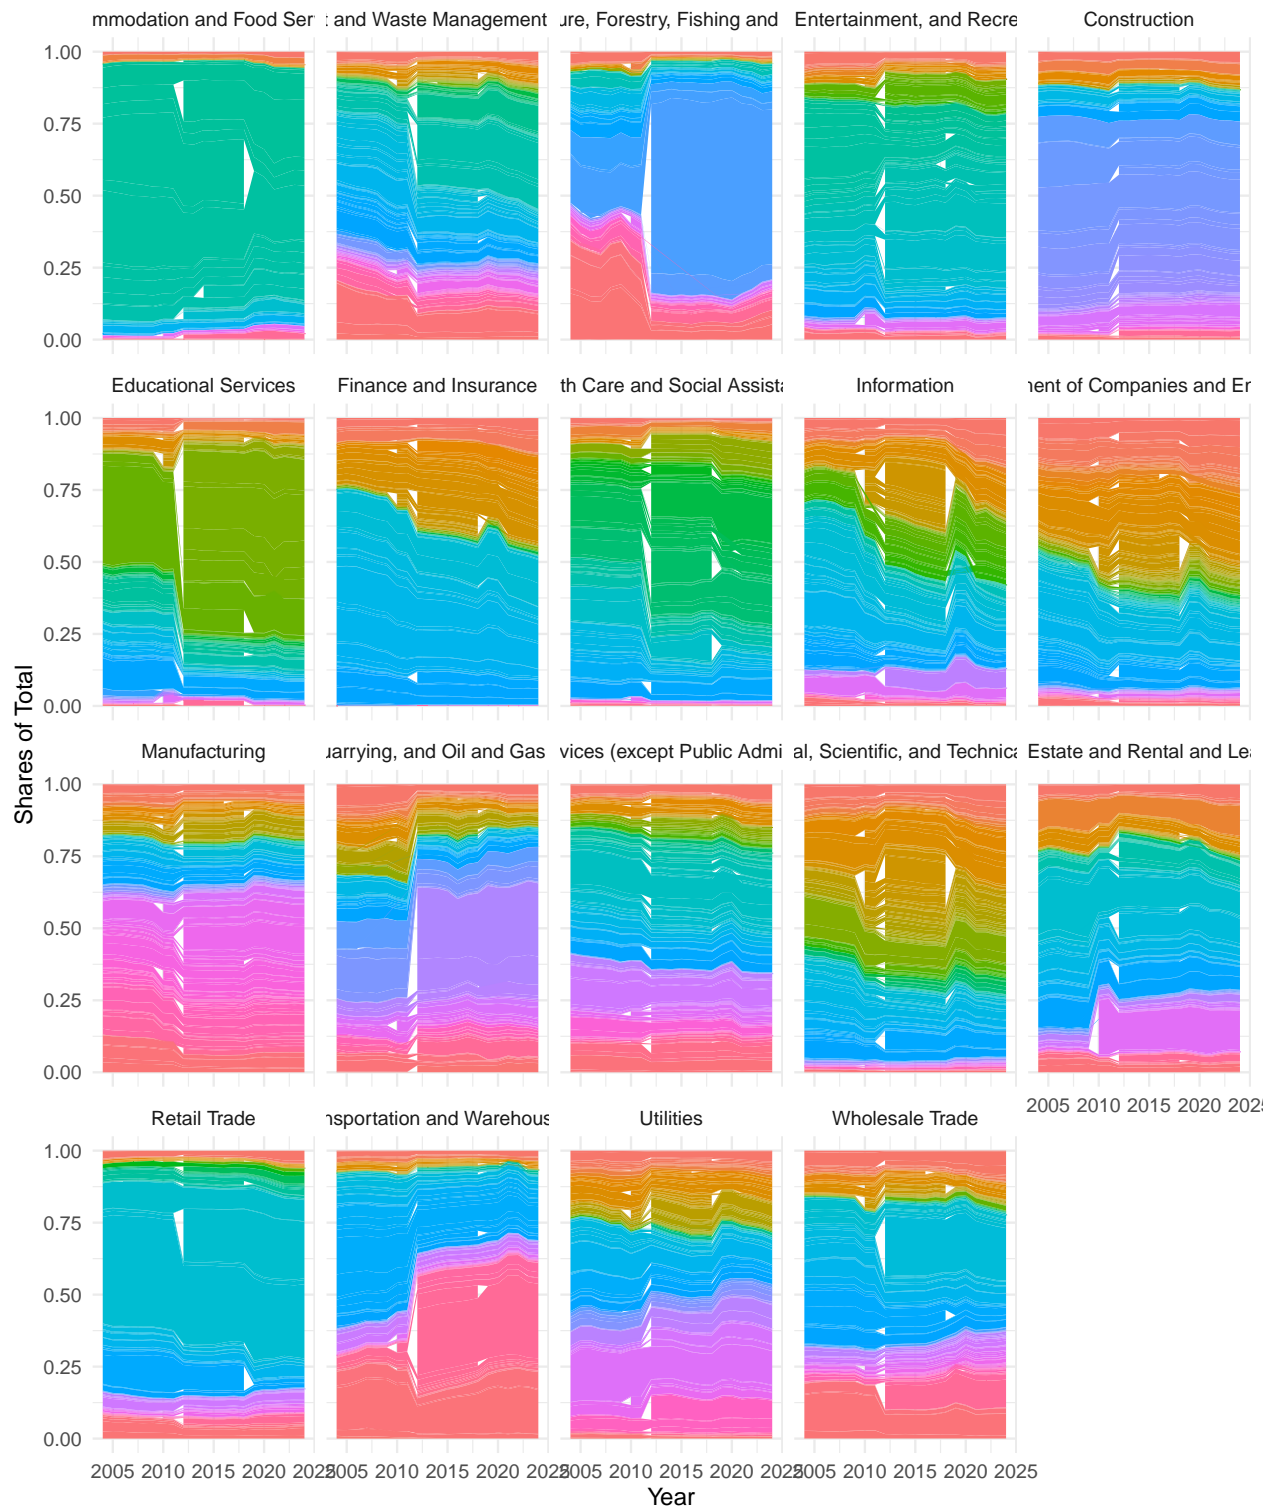 mmodation and Food Ser
t and Waste Management
ure, Forestry, Fishing and
Entertainment, and Recre
Construction
1.00
0.75
0.50
0.25
0.00
Educational Services
Finance and Insurance
th Care and Social Assista
Information
nent of Companies and En
1.00
0.75
0.50
0.25
0.00
Shares of Total
Manufacturing
uarrying, and Oil and Gas
vices (except Public Admi
al, Scientific, and Technica
Estate and Rental and Lea
1.00
0.75
0.50
0.25
0.00
2005 2010 2015 2020 2025
Retail Trade
nsportation and Warehous
Utilities
Wholesale Trade
1.00
0.75
0.50
0.25
0.00
2005 2010 2015 2020 2025
2005 2010 2015 2020 2025
2005 2010 2015 2020 2025
2005 2010 2015 2020 2025
Year